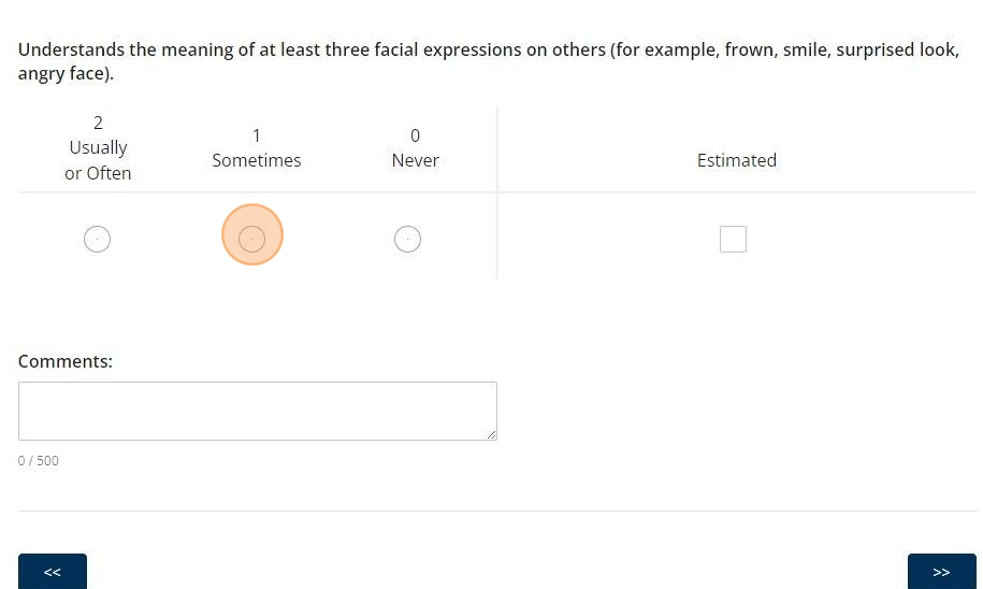 Understands the meaning of at least three facial expressions on others (for example, frown, smile, surprised look,
angry face).
2
Usually
or Often
1
Sometimes
0
Never
Estimated
Comments:
0 / 500
<<
>>